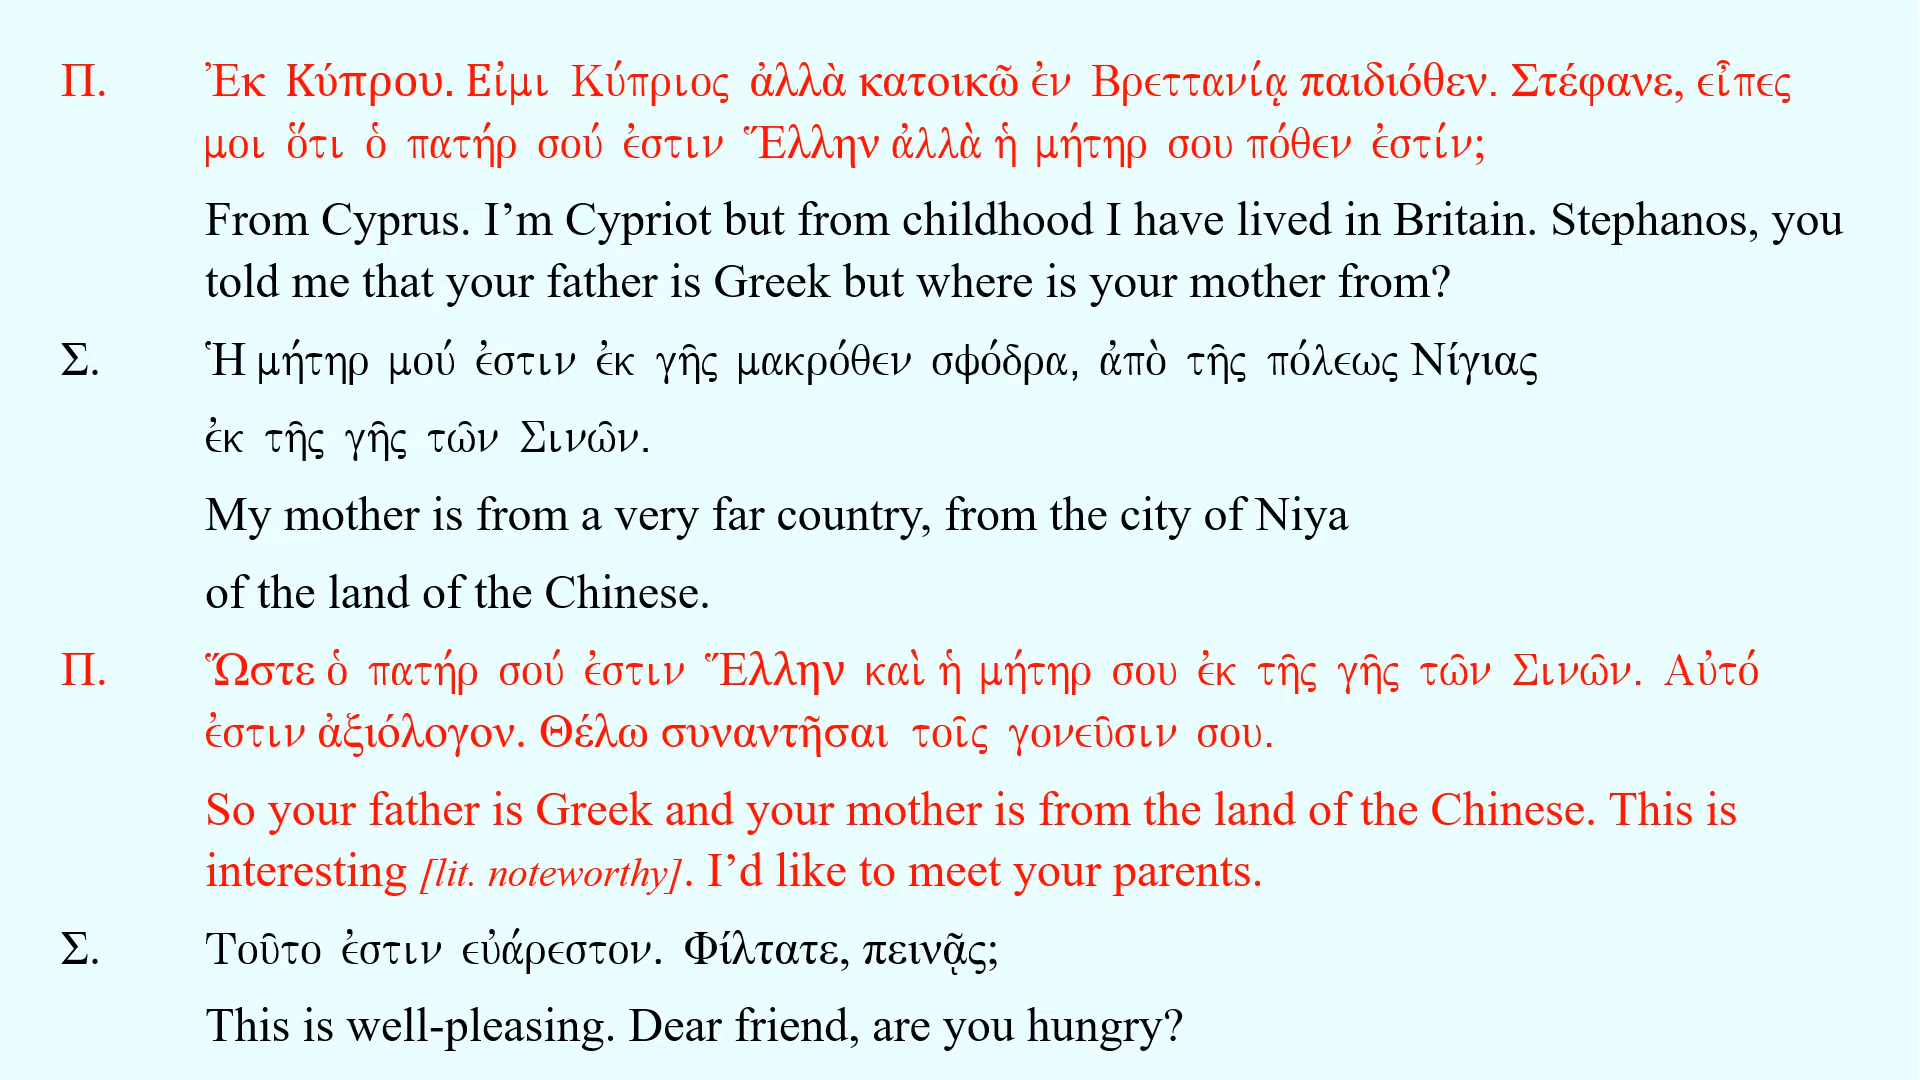 Π. Ἐκ Κύπρου. Εἰμι Κύπριος ἀλλὰ κατοικῶ ἐν Βρεττανίᾳ παιδιόθεν. Στέφανε, εἶπες
μοι ὅτι ὁ πατήρ σού ἐστιν Ἕλλην ἀλλὰ ἡ μήτηρ σου πόθεν ἐστίν;
From Cyprus. I’m Cypriot but from childhood I have lived in Britain. Stephanos, you
told me that your father is Greek but where is your mother from?
Σ. Ἡ μήτηρ μού ἐστιν ἐκ γῆς μακρόθεν σφόδρα, ἀπὸ τῆς πόλεως Νίγιας
ἐκ τῆς γῆς τῶν Σινῶν.
My mother is from a very far country, from the city of Niya
of the land of the Chinese.
Π. Ὥστε ὁ πατήρ σού ἐστιν Ἕλλην καὶ ἡ μήτηρ σου ἐκ τῆς γῆς τῶν Σινῶν. Αὐτό
ἐστιν ἀξιόλογον. Θέλω συναντῆσαι τοῖς γονεῦσιν σου.
So your father is Greek and your mother is from the land of the Chinese. This is
interesting [lit. noteworthy]. I’d like to meet your parents.
Σ. Τοῦτο ἐστιν εὐάρεστον. Φίλτατε, πεινᾷς;
This is well-pleasing. Dear friend, are you hungry?